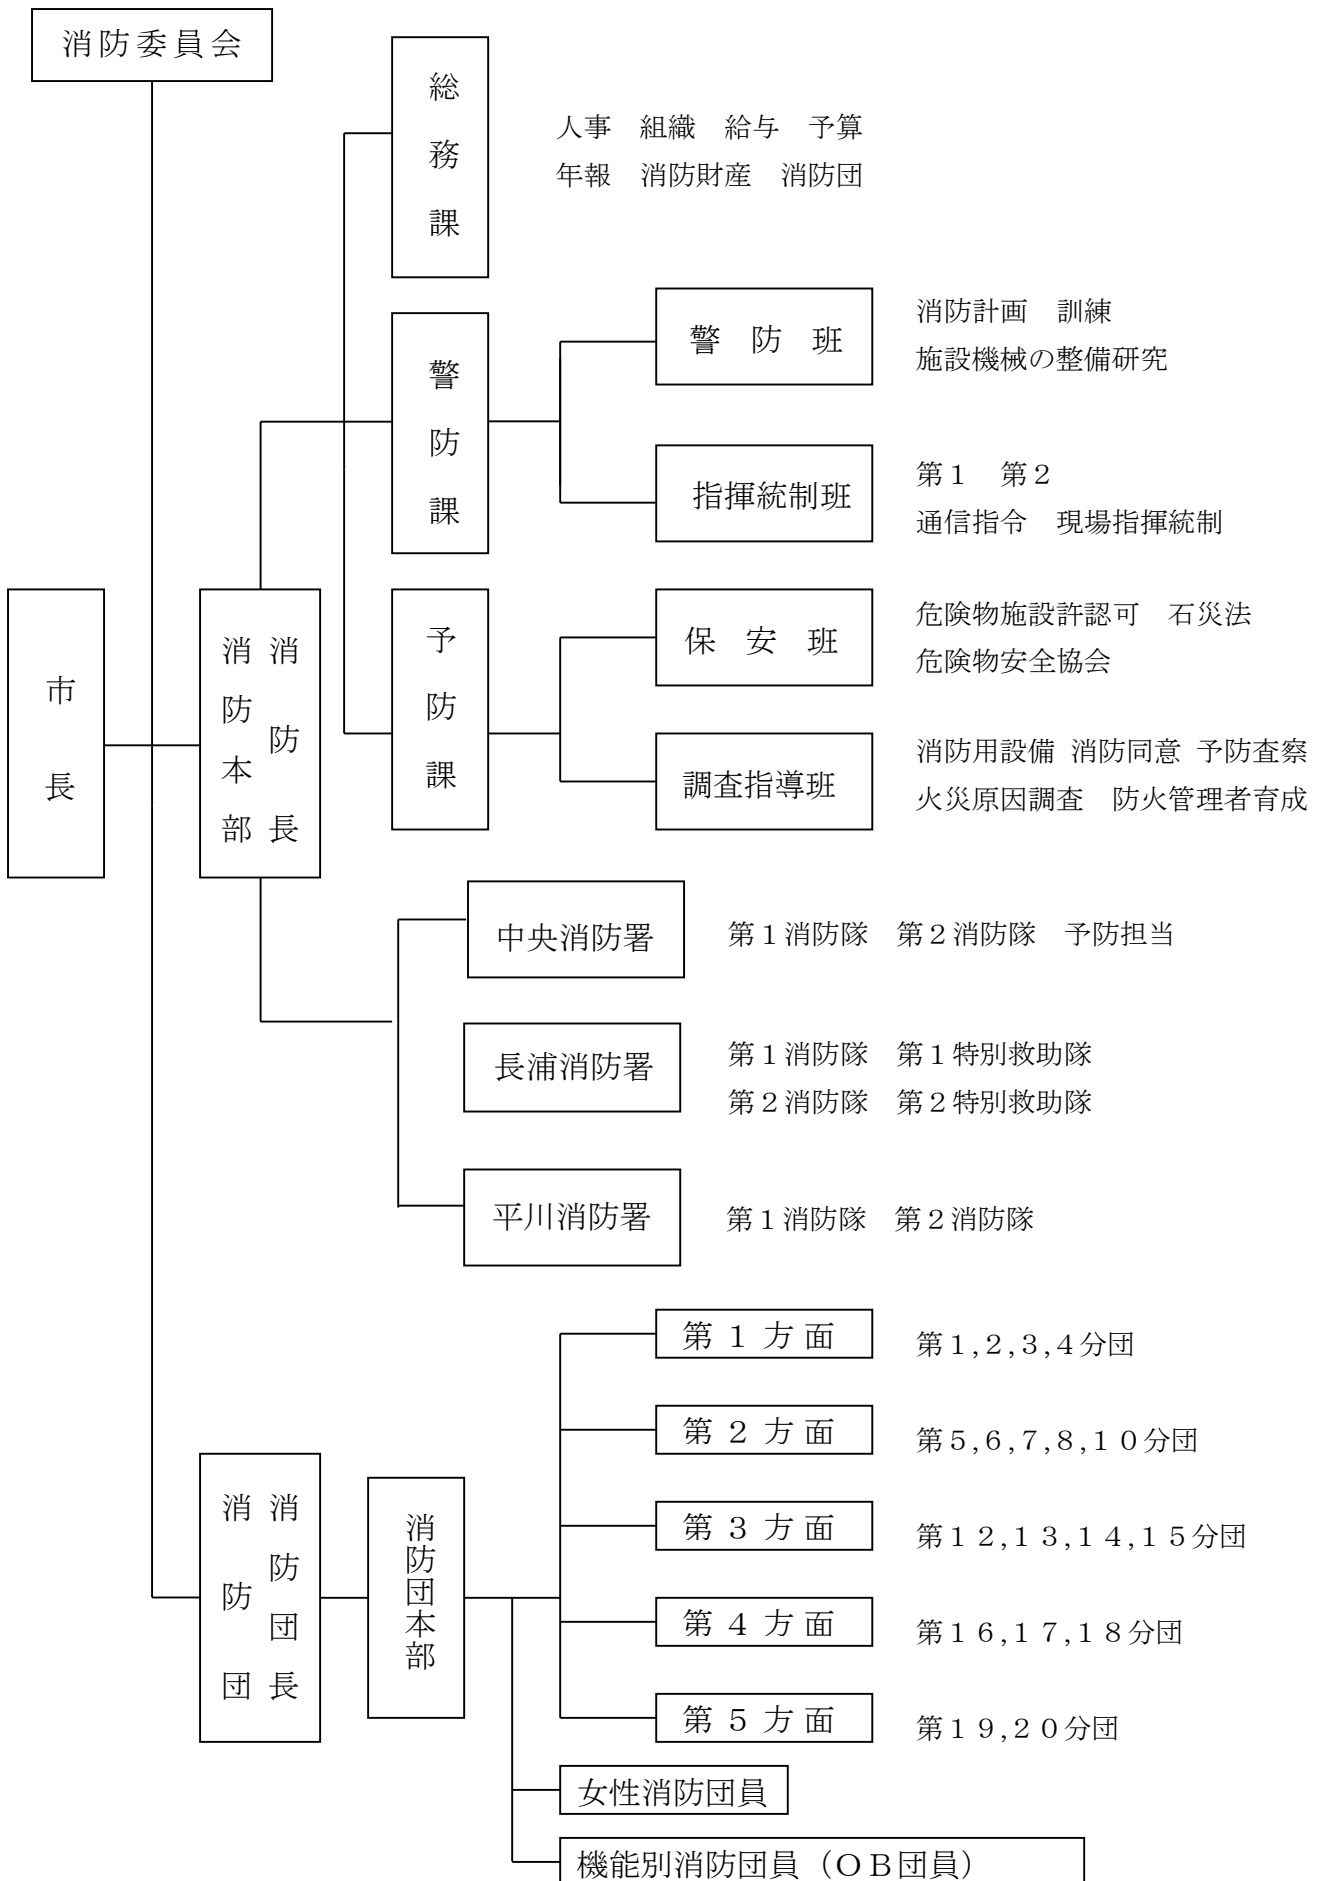 消防委員会
総務課
人事　組織　給与　予算
年報　消防財産　消防団
警防課
警　防　班
消防計画　訓練
施設機械の整備研究
指揮統制班
第１　第２
通信指令　現場指揮統制
市長
消防長
消防本部
予防課
保　安　班
危険物施設許認可　石災法
危険物安全協会
調査指導班
消防用設備 消防同意 予防査察
火災原因調査　防火管理者育成
中央消防署
第１消防隊　第２消防隊　予防担当
長浦消防署
第１消防隊　第１特別救助隊
第２消防隊　第２特別救助隊
平川消防署
第１消防隊　第２消防隊
消防団長
消防団
消防団本部
第 １ 方 面
第１,２,３,４分団
第 ２ 方 面
第５,６,７,８,１０分団
第 ３ 方 面
第１２,１３,１４,１５分団
第 ４ 方 面
第１６,１７,１８分団
第 ５ 方 面
第１９,２０分団
女性消防団員
機能別消防団員（ＯＢ団員）